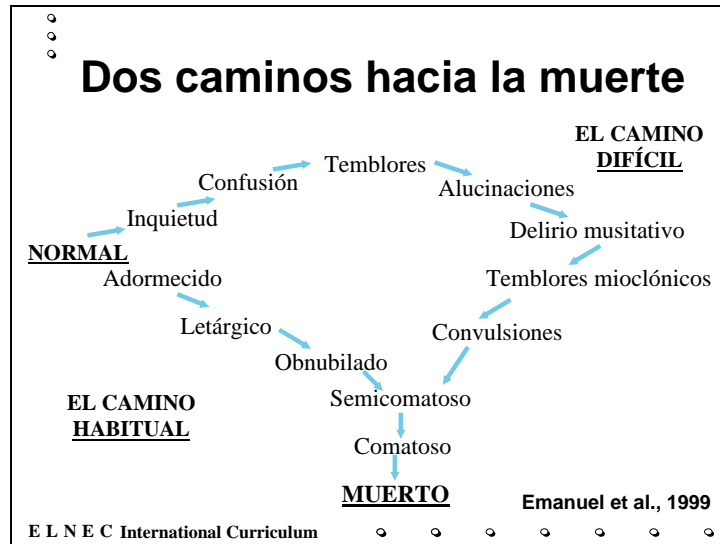 Dos caminos hacia la muerte
EL CAMINO
DIFÍCIL
Temblores
Confusión
Alucinaciones
Inquietud
Delirio musitativo
NORMAL
Adormecido
Temblores mioclónicos
Letárgico
Convulsiones
Obnubilado
EL CAMINO
HABITUAL
Semicomatoso
Comatoso
MUERTO
Emanuel et al., 1999
E L N E C International Curriculum